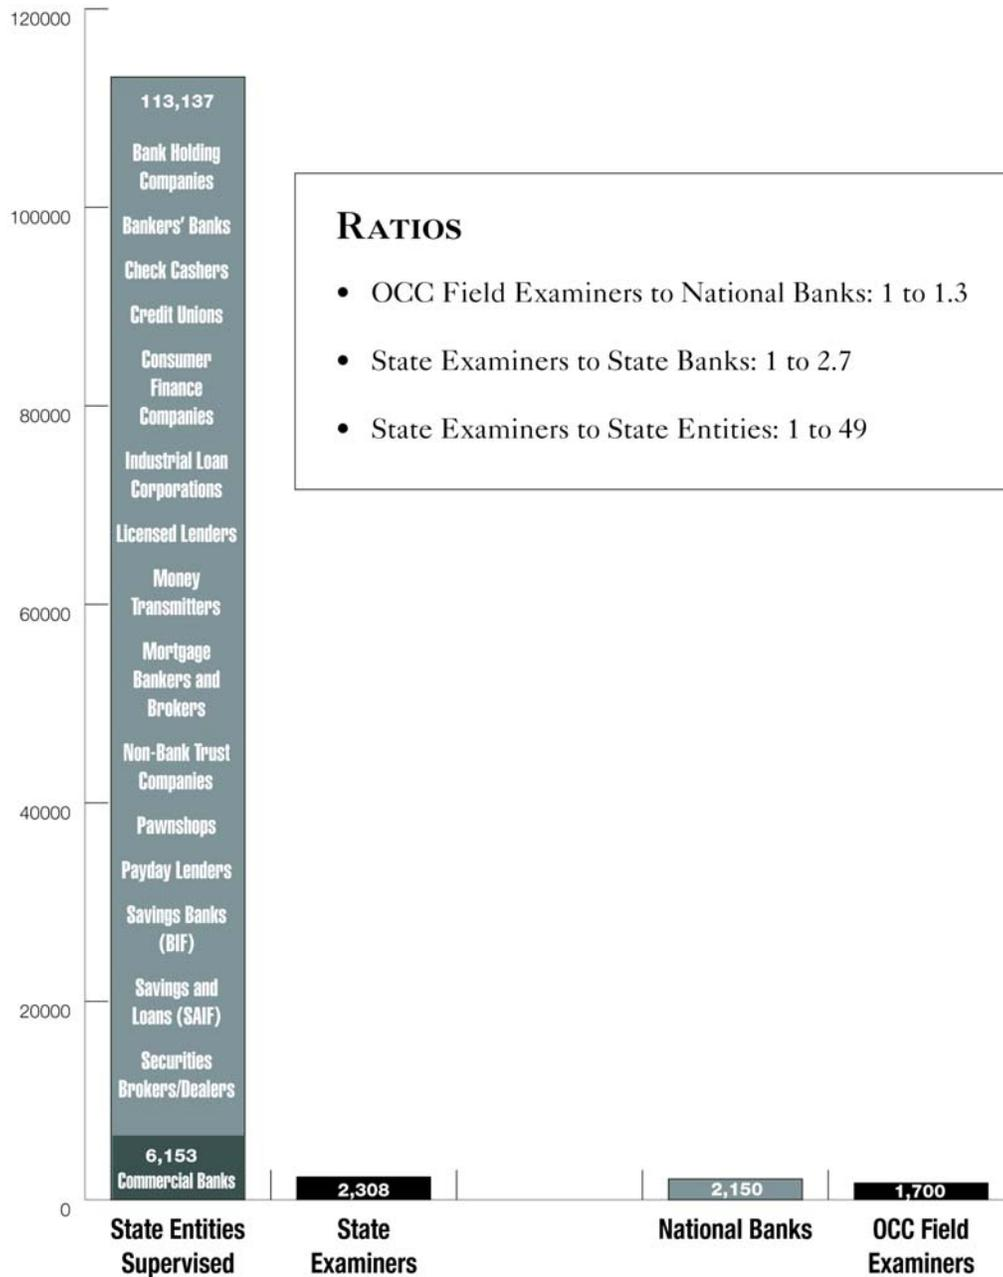 120000
100000
80000
60000
40000
20000
0
113,137
Bank Holding
Companies
Bankers' Banks
Check Cashers
Credit Unions
Consumer
Finance
Companies
Industrial Loan
Corporations
Licensed Lenders
Money
Transmitters
Mortgage
Bankers and
Brokers
Non-Bank Trust
Companies
Pawnshops
Payday Lenders
Savings Banks
(BIF)
Savings and
Loans (SAIF)
Securities
Brokers/Dealers
6,153
Commercial Banks
RATIOS
• OCC Field Examiners to National Banks: 1 to 1.3
• State Examiners to State Banks: 1 to 2.7
• State Examiners to State Entities: 1 to 49
2,308
2,150
1,700
State Entities
Supervised
State
Examiners
National Banks
OCC Field
Examiners